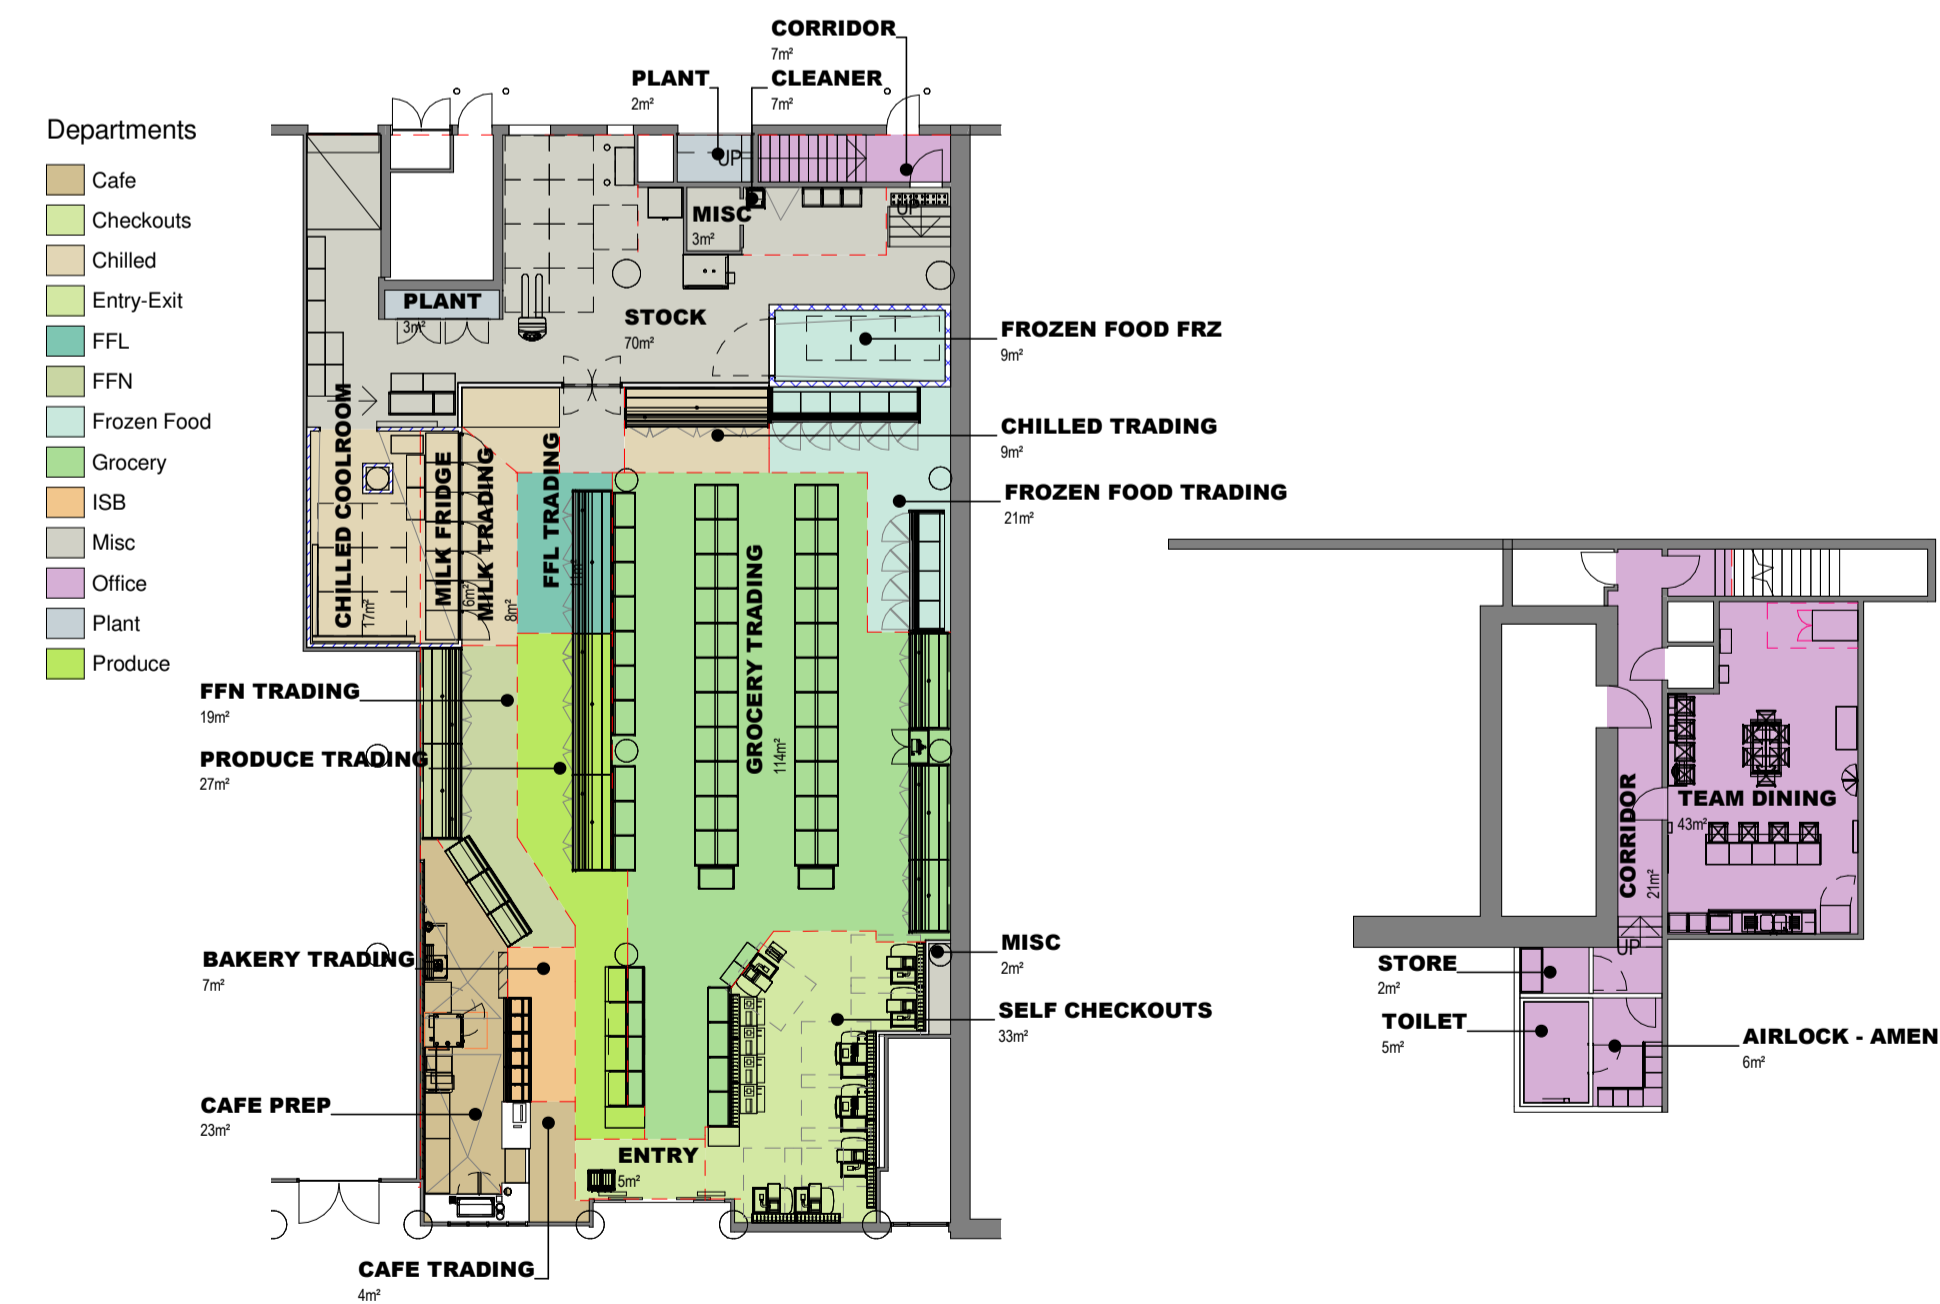 Departments
Cafe
Checkouts
Chilled
Entry-Exit
FFL
FFN
Frozen Food
Grocery
ISB
Misc
Office
Plant
Produce
CORRIDOR
7m²
PLANT
2m²
CLEANER
7m²
UP
MISC
3m²
UP
PLANT
3m²
STOCK
70m²
FROZEN FOOD FRZ
9m²
CHILLED TRADING
9m²
FROZEN FOOD TRADING
21m²
CHILLED COOLROOM
17m²
MILK FRIDGE
6m²
MILK TRADING
8m²
FFL TRADING
GROCERY TRADING
114m²
FFN TRADING
19m²
PRODUCE TRADING
27m²
BAKERY TRADING
7m²
MISC
2m²
SELF CHECKOUTS
33m²
CAFE PREP
23m²
ENTRY
5m²
CAFE TRADING
4m²
CORRIDOR
21m²
TEAM DINING
43m²
UP
STORE
2m²
TOILET
5m²
AIRLOCK - AMEN
6m²